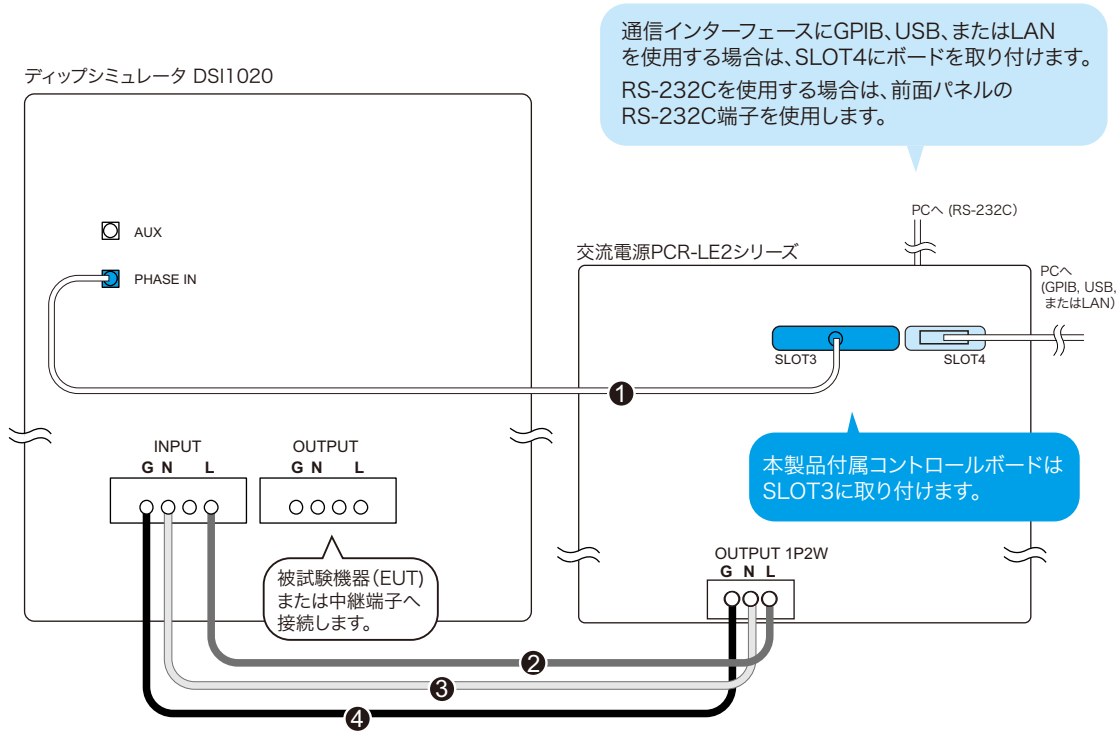 通信インターフェースにGPIB、USB、またはLAN
を使用する場合は、SLOT4にボードを取り付けます。
RS-232Cを使用する場合は、前面パネルの
RS-232C端子を使用します。
ディップシミュレータ DSI1020
PCへ (RS-232C)
交流電源PCR-LE2シリーズ
PCへ
(GPIB, USB,
またはLAN)
AUX
PHASE IN
SLOT3
SLOT4
❶
INPUT
G N L
OUTPUT
G N L
本製品付属コントロールボードは
SLOT3に取り付けます。
被試験機器(EUT)
または中継端子へ
接続します。
OUTPUT 1P2W
G N L
❷
❸
❹